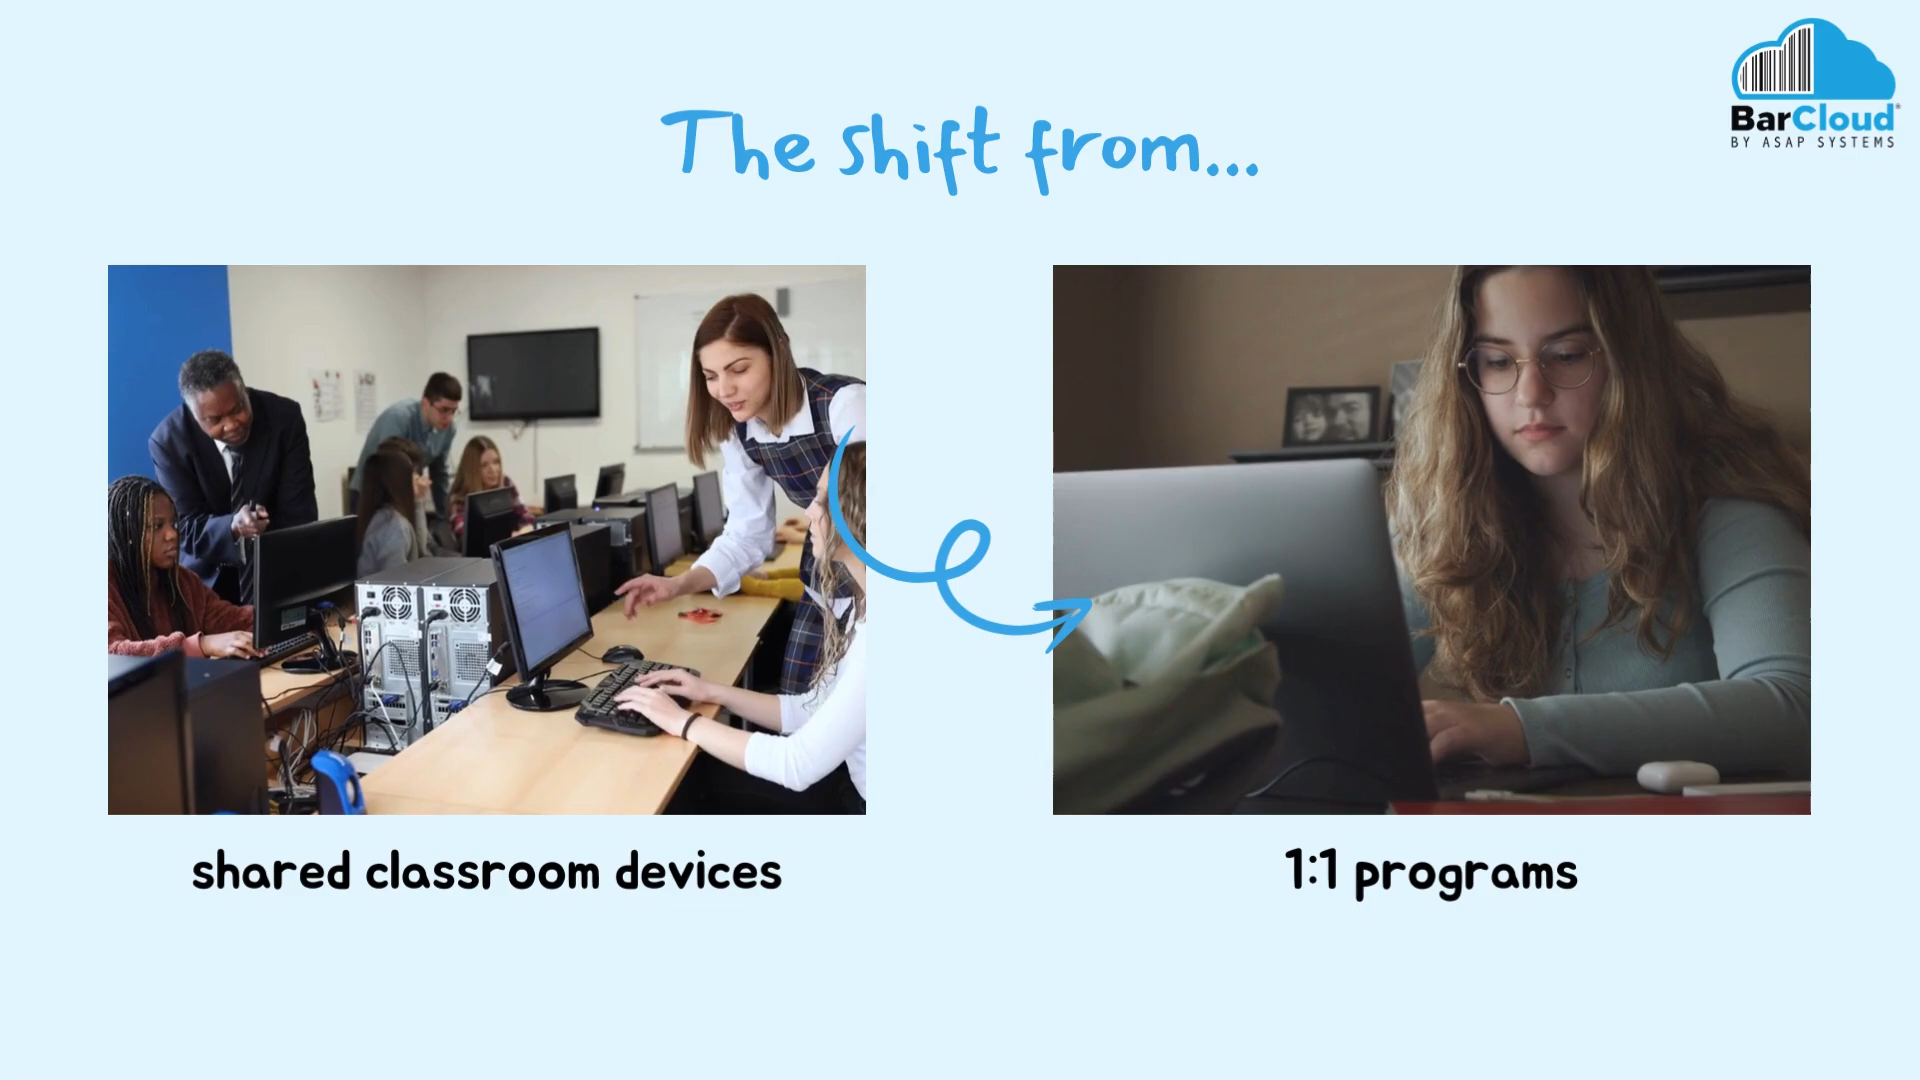 The shift from...
BarCloud®
BY ASAP SYSTEMS
shared classroom devices
1:1 programs